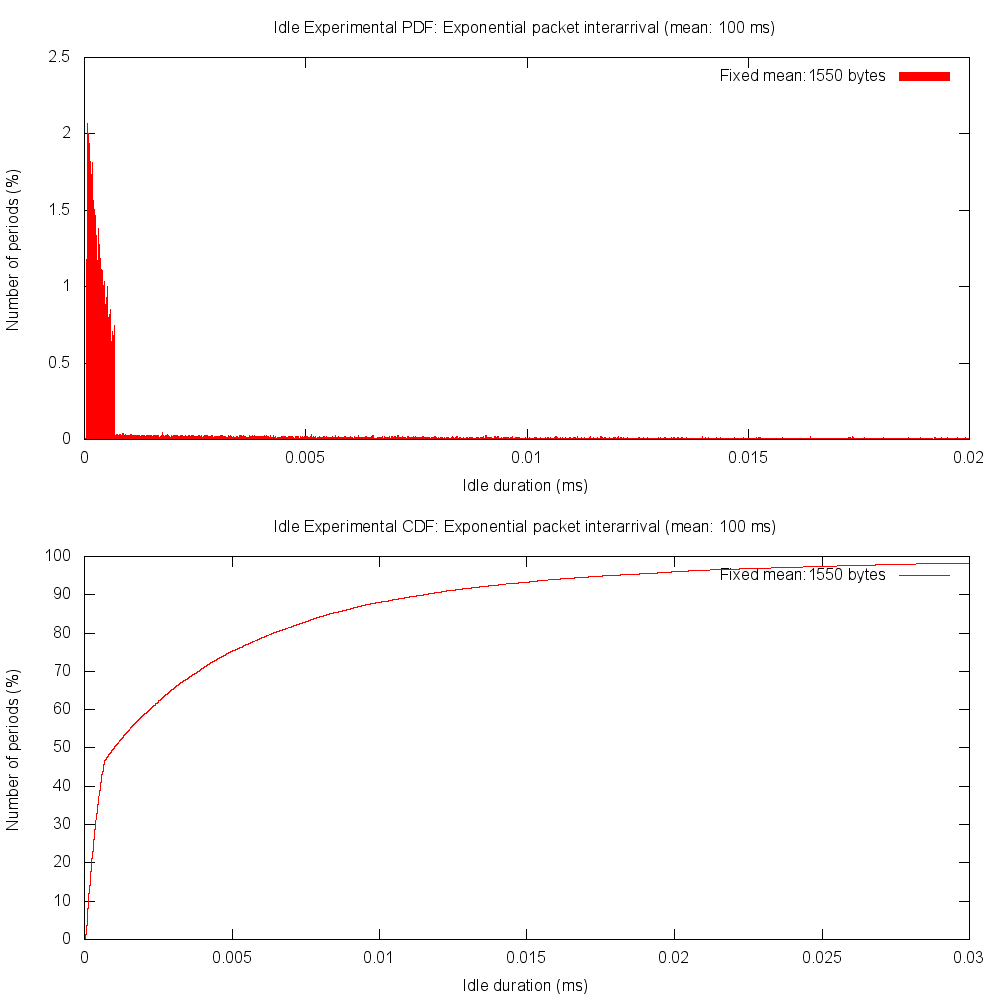 Idle Experimental PDF: Exponential packet interarrival (mean: 100 ms)
2.5
Fixed mean:1550 bytes
2
1.5
Number of periods (%)
1
0.5
0
0 0.005 0.01 0.015 0.02
Idle duration (ms)
Idle Experimental CDF: Exponential packet interarrival (mean: 100 ms)
100
Fixed mean:1550 bytes
90
80
70
60
Number of periods (%)
50
40
30
20
10
0
0 0.005 0.01 0.015 0.02 0.025 0.03
Idle duration (ms)